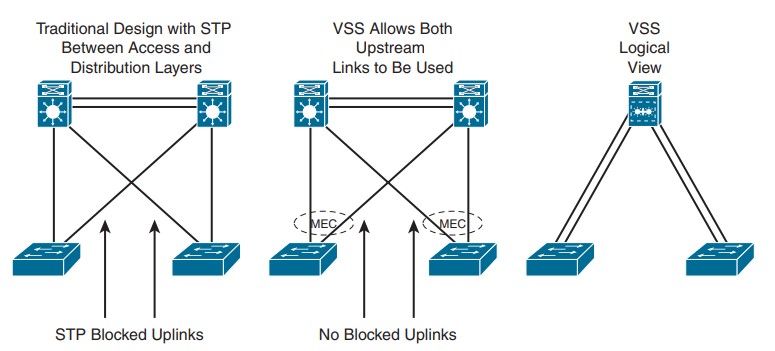 Traditional Design with STP
Between Access and
Distribution Layers
VSS Allows Both
Upstream
Links to Be Used
VSS
Logical
View
MEC
MEC
STP Blocked Uplinks
No Blocked Uplinks